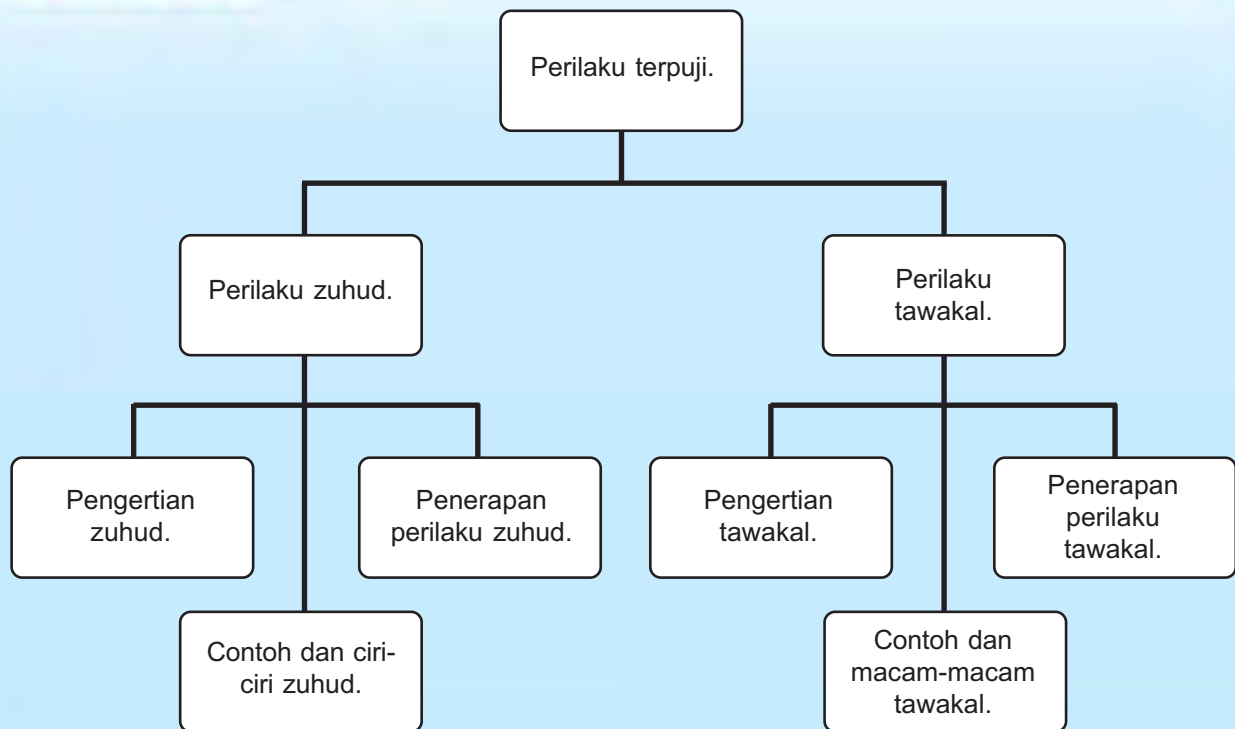 Perilaku terpuji.
Perilaku zuhud.
Perilaku
tawakal.
Pengertian
zuhud.
Penerapan
perilaku zuhud.
Pengertian
tawakal.
Penerapan
perilaku
tawakal.
Contoh dan ciri-
ciri zuhud.
Contoh dan
macam-macam
tawakal.